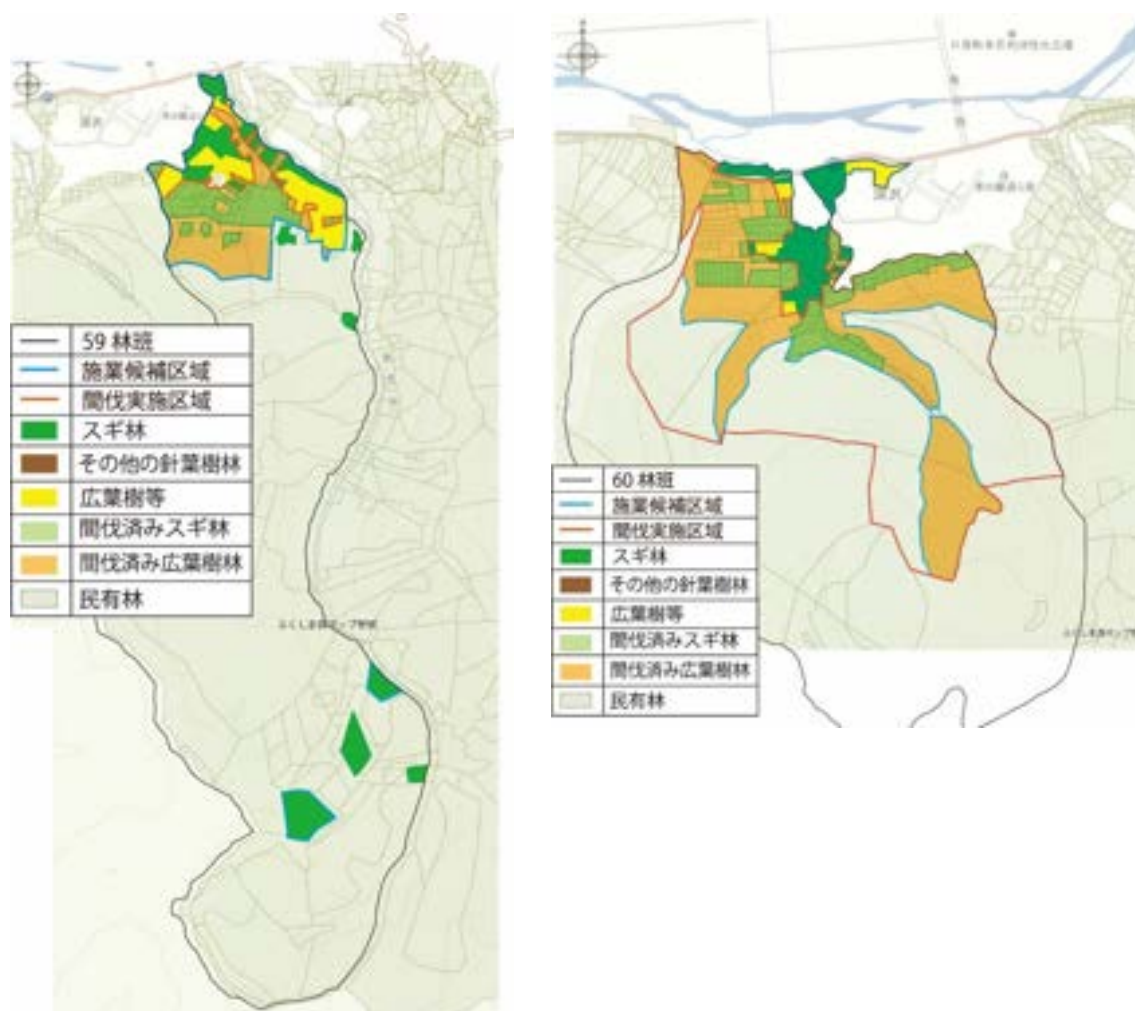 59 林班
施業候補区域
間伐実施区域
スギ林
その他の針葉樹林
広葉樹等
間伐済みスギ林
間伐済み広葉樹林
民有林
60 林班
施業候補区域
間伐実施区域
スギ林
その他の針葉樹林
広葉樹等
間伐済みスギ林
間伐済み広葉樹林
民有林